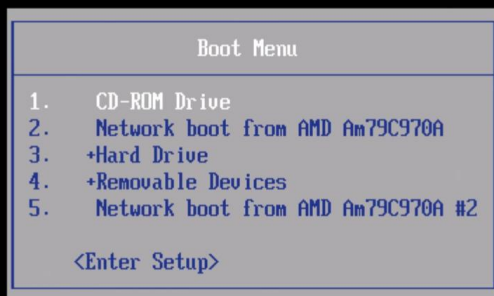 Boot Menu
1. CD-ROM Drive
2. Network boot from AMD Am79C970A
3. +Hard Drive
4. +Removable Devices
5. Network boot from AMD Am79C970A #2
<Enter Setup>